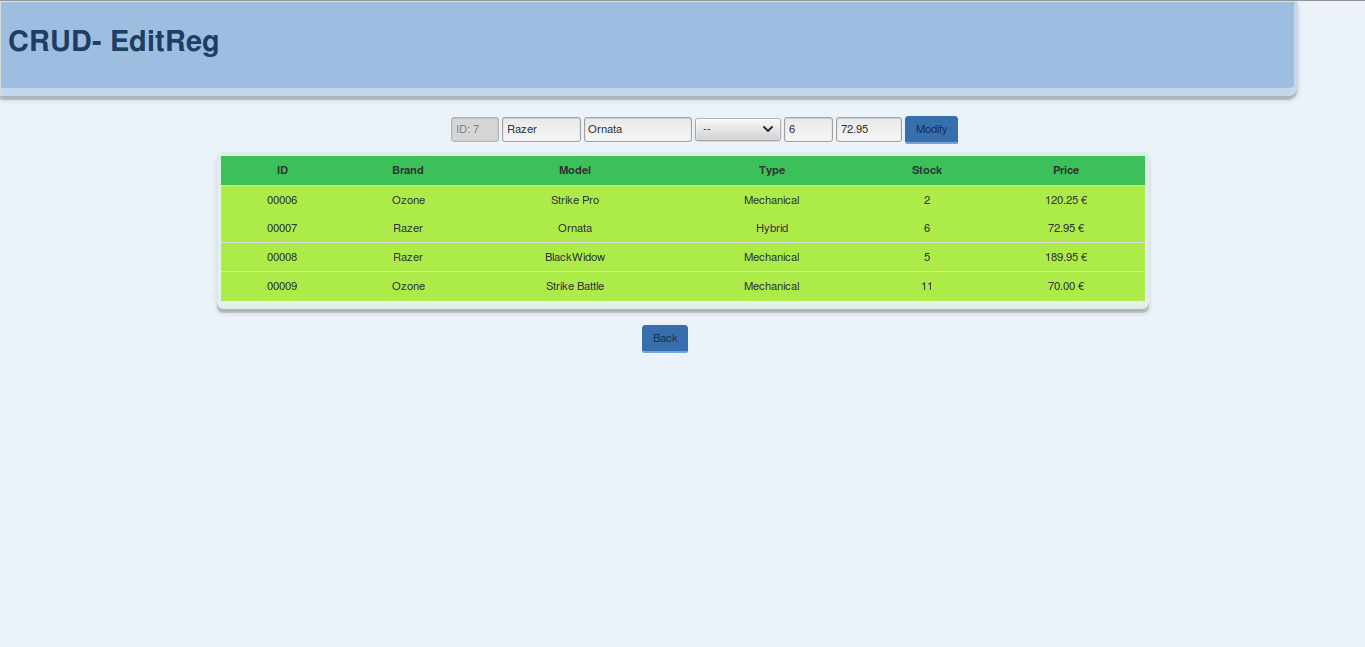 CRUD- EditReg
ID: 7 Razer Ornata -- 6 72.95 Modify
ID Brand Model Type Stock Price
00006 Ozone Strike Pro Mechanical 2 120.25 €
00007 Razer Ornata Hybrid 6 72.95 €
00008 Razer BlackWidow Mechanical 5 189.95 €
00009 Ozone Strike Battle Mechanical 11 70.00 €
Back